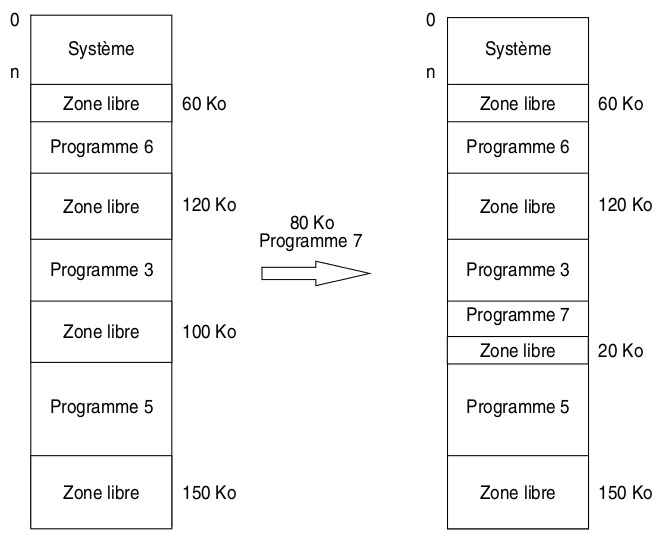 0
Système
n
Zone libre 60 Ko
Programme 6
Zone libre 120 Ko
Programme 3
Zone libre 100 Ko
Programme 5
Zone libre 150 Ko
80 Ko
Programme 7
0
Système
n
Zone libre 60 Ko
Programme 6
Zone libre 120 Ko
Programme 3
Programme 7
Zone libre 20 Ko
Programme 5
Zone libre 150 Ko